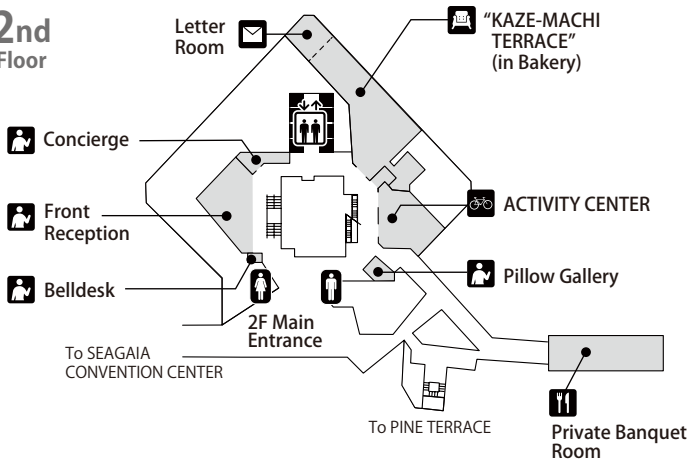 2nd
Floor
Letter
Room
“KAZE-MACHI
TERRACE”
(in Bakery)
Concierge
Front
Reception
ACTIVITY CENTER
Belldesk
Pillow Gallery
2F Main
Entrance
To SEAGAIA
CONVENTION CENTER
To PINE TERRACE
Private Banquet
Room